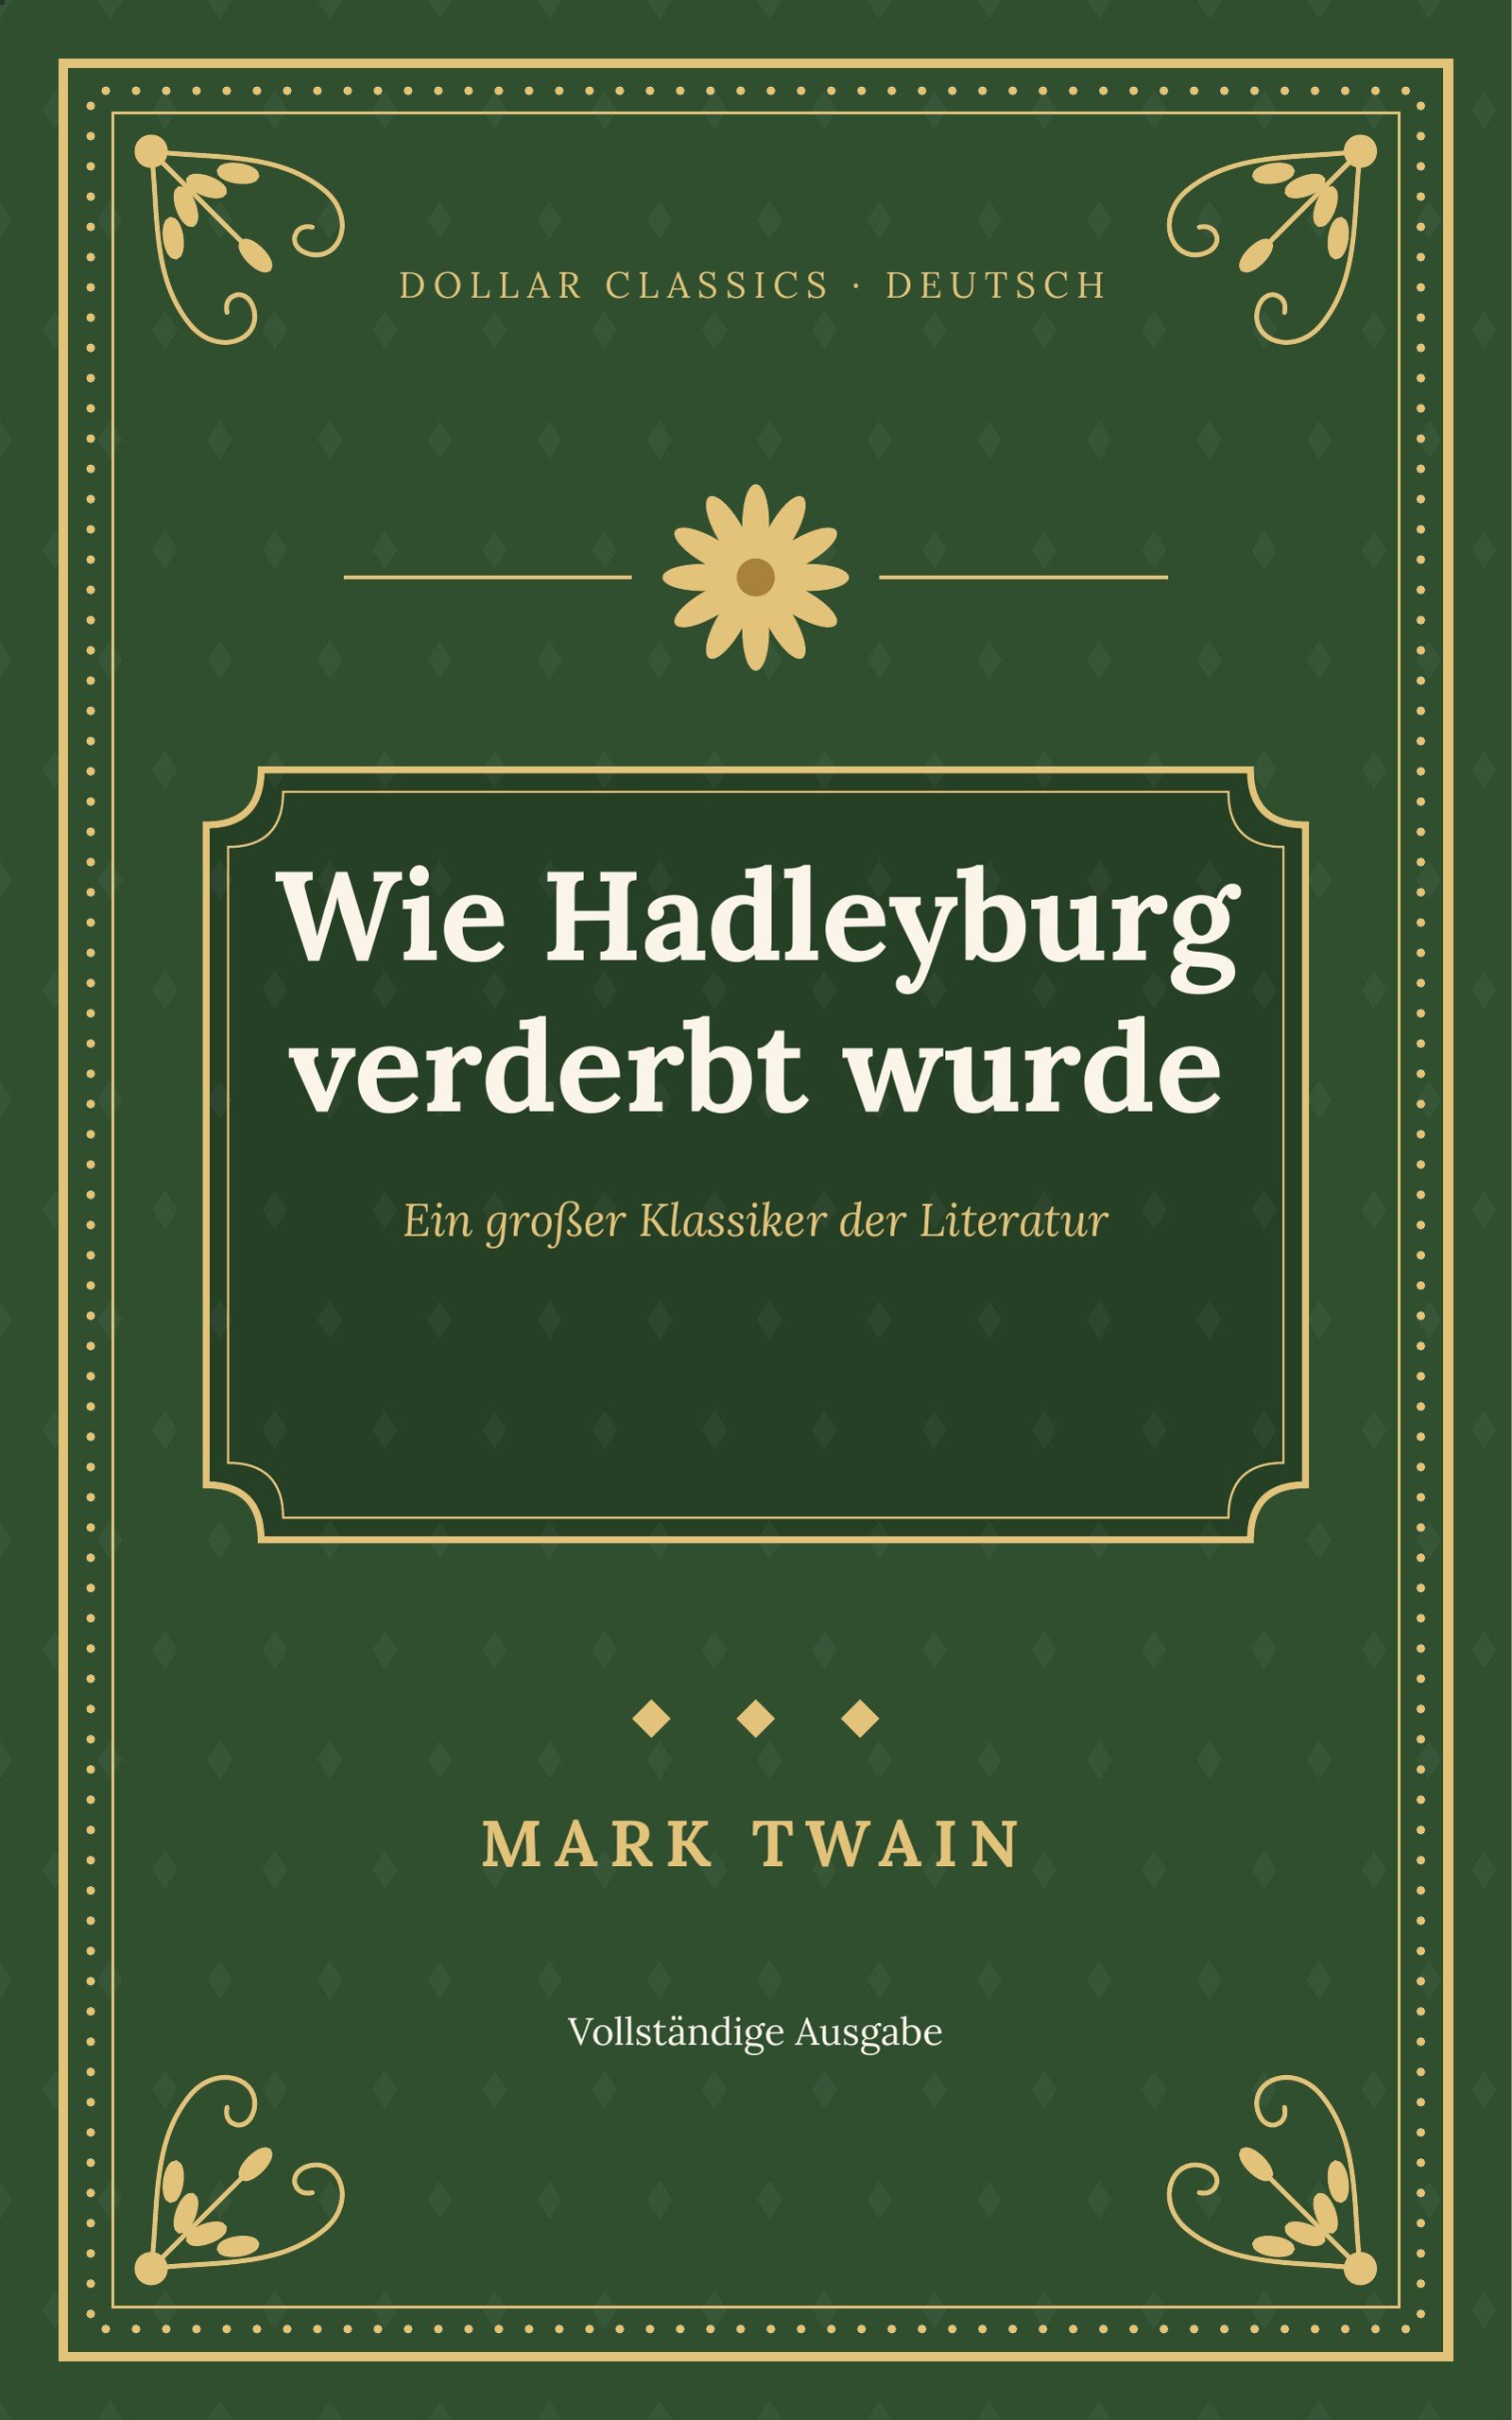 DOLLAR CLASSICS · DEUTSCH
Wie Hadleyburg
verderbt wurde
Ein großer Klassiker der Literatur
MARK TWAIN
Vollständige Ausgabe